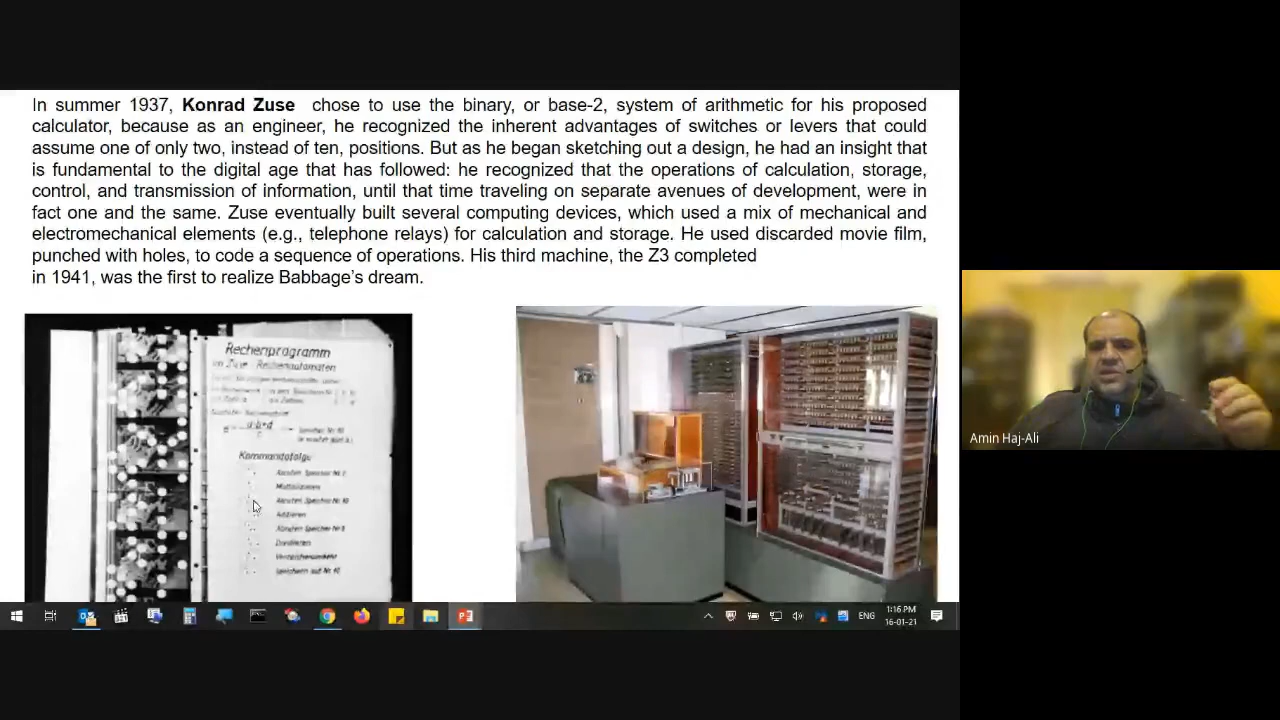 In summer 1937, Konrad Zuse chose to use the binary, or base-2, system of arithmetic for his proposed
calculator, because as an engineer, he recognized the inherent advantages of switches or levers that could
assume one of only two, instead of ten, positions. But as he began sketching out a design, he had an insight that
is fundamental to the digital age that has followed: he recognized that the operations of calculation, storage,
control, and transmission of information, until that time traveling on separate avenues of development, were in
fact one and the same. Zuse eventually built several computing devices, which used a mix of mechanical and
electromechanical elements (e.g., telephone relays) for calculation and storage. He used discarded movie film,
punched with holes, to code a sequence of operations. His third machine, the Z3 completed
in 1941, was the first to realize Babbage’s dream.
Rechenprogramm
Zuse Rechenautomaten
Kommandofolge
Multiplizieren
Addieren
Dividieren
Amin Haj-Ali
ENG
1:16 PM
16-01-21